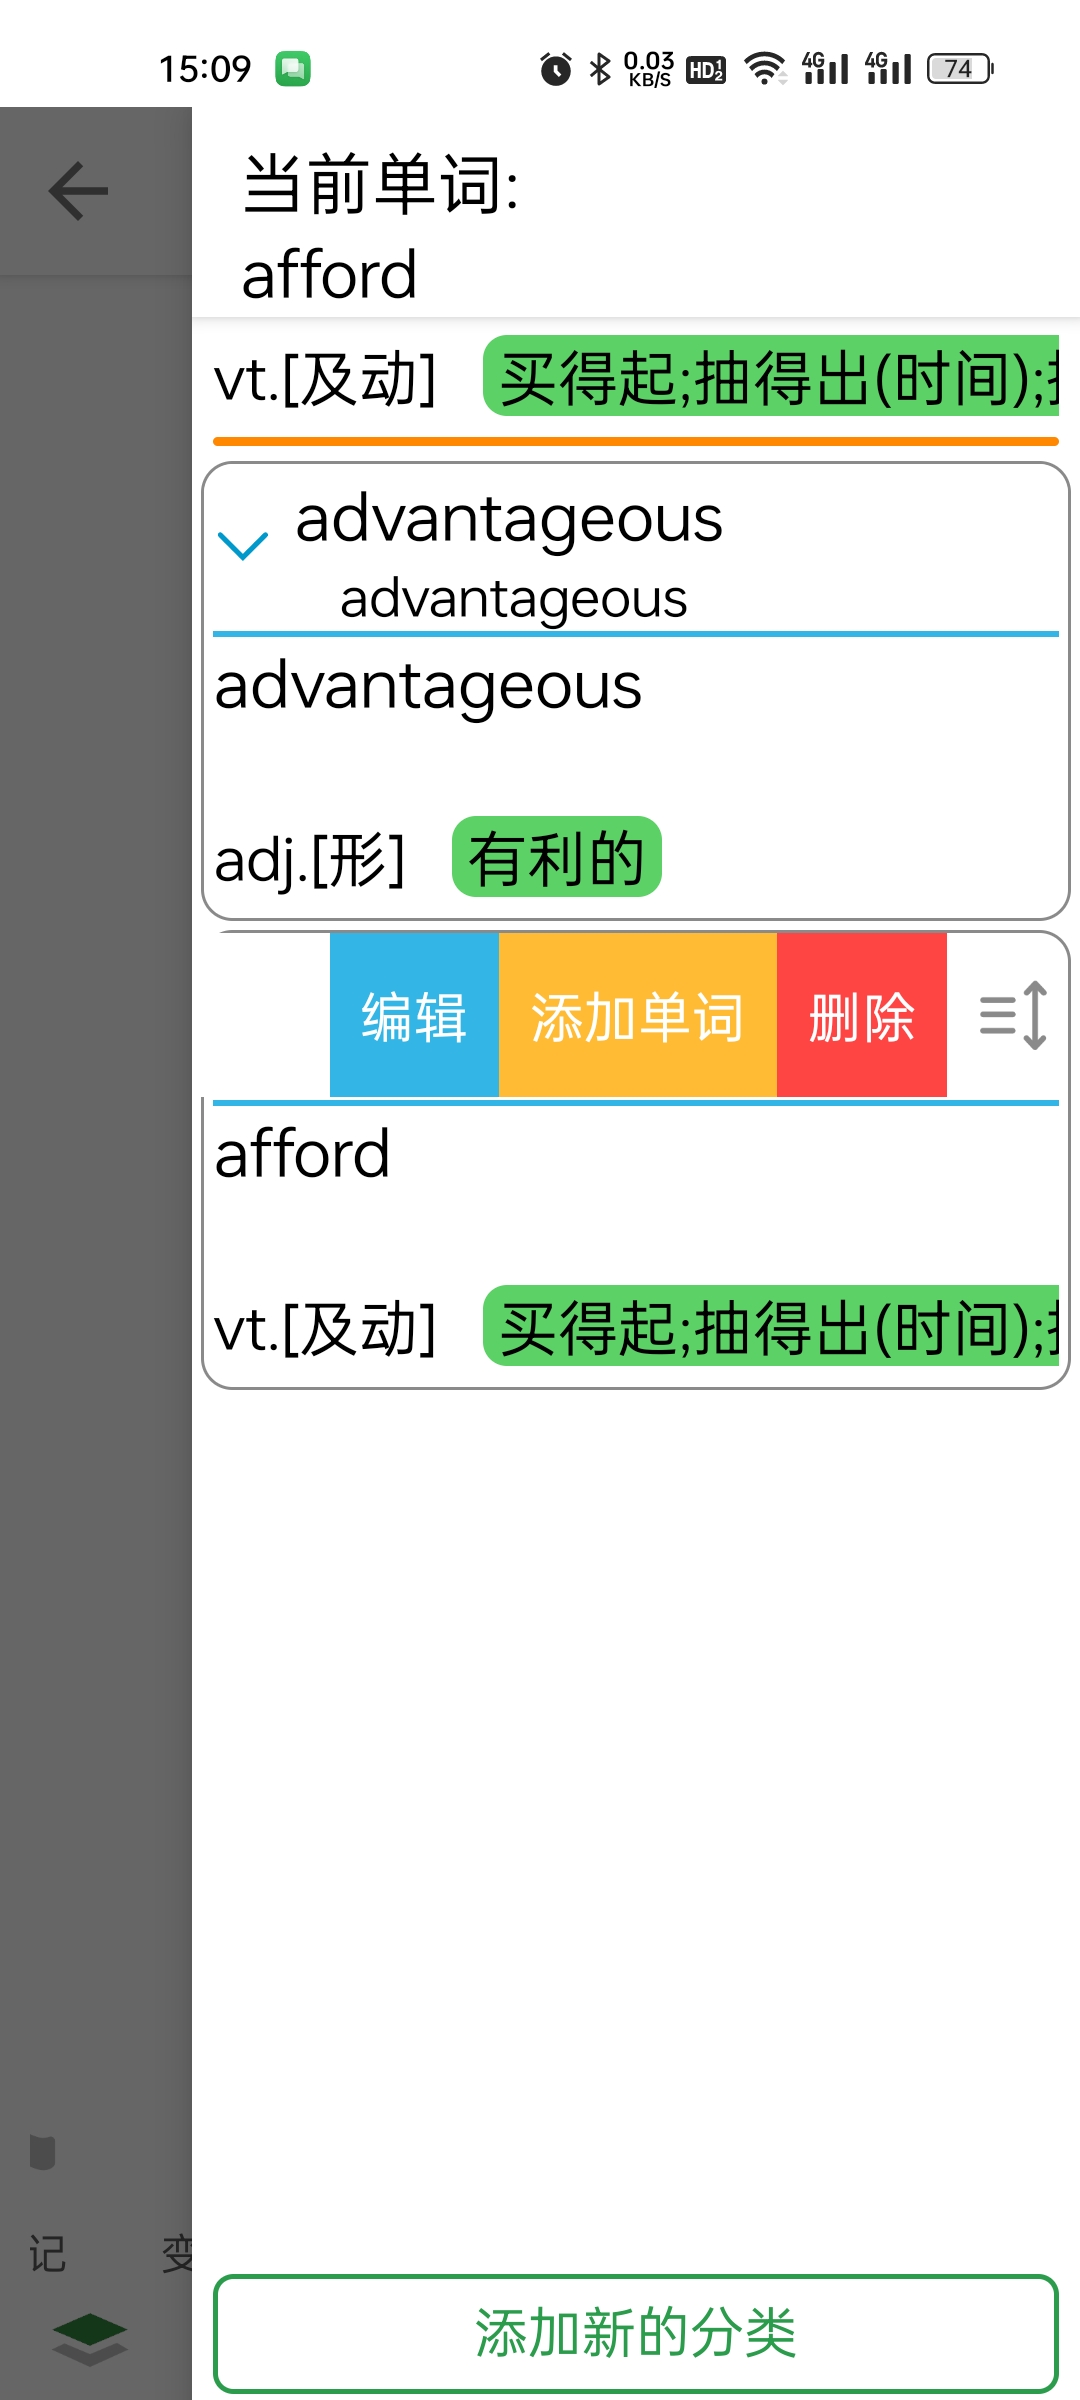 15:09
0.03
KB/S
HD 1 2
4G
4G
74
当前单词:
afford
vt.[及动] 买得起;抽得出(时间);
advantageous
advantageous
advantageous
adj.[形] 有利的
编辑 添加单词 删除
afford
vt.[及动] 买得起;抽得出(时间);
记 变
添加新的分类